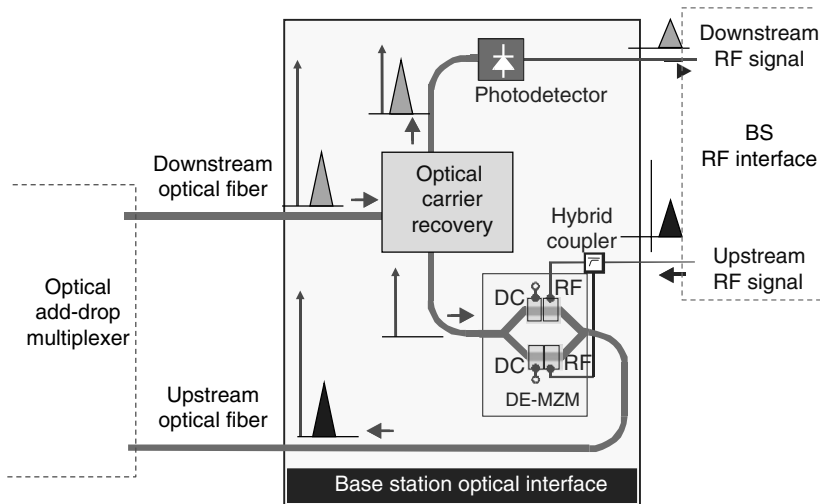 Downstream
RF signal
Photodetector
BS
RF interface
Downstream
optical fiber
Optical
carrier
recovery
Hybrid
coupler
Upstream
RF signal
Optical
add-drop
multiplexer
DC
RF
DC
RF
DE-MZM
Upstream
optical fiber
Base station optical interface